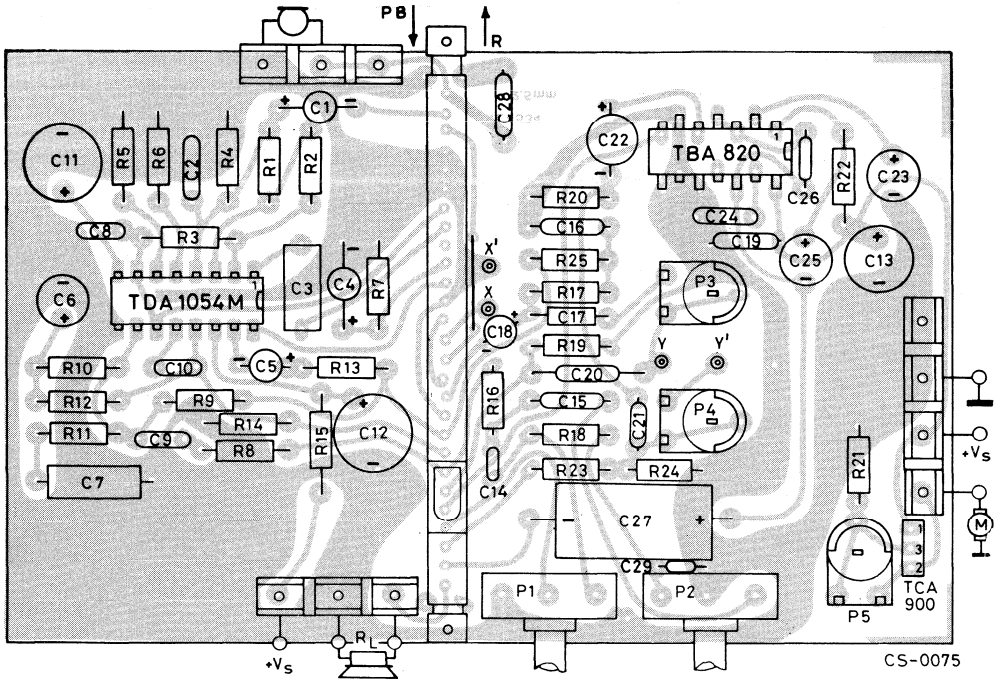 PB
R
+ C1 -
C28
C11
-
+
R5
R6
C2
R4
R1
R2
+
C22
-
TBA 820
1
C26
R22
+
C23
-
R20
C8
R3
C16
C24
C19
R25
+
C25
-
+
C13
-
X'
X
C6
+
TDA1054M
1
C3
-
C4
+
R7
R17
P3
C17
+
C18
-
R19
Y
Y'
R10
C10
- C5 +
R13
C20
R12
R9
R16
C15
C21
P4
R11
C9
R14
R8
R15
+
C12
-
R18
+Vs
C7
R23
R24
R21
C14
- C27 +
M
C29
1
3
2
P1
P2
TCA
900
P5
+Vs
RL
CS-0075